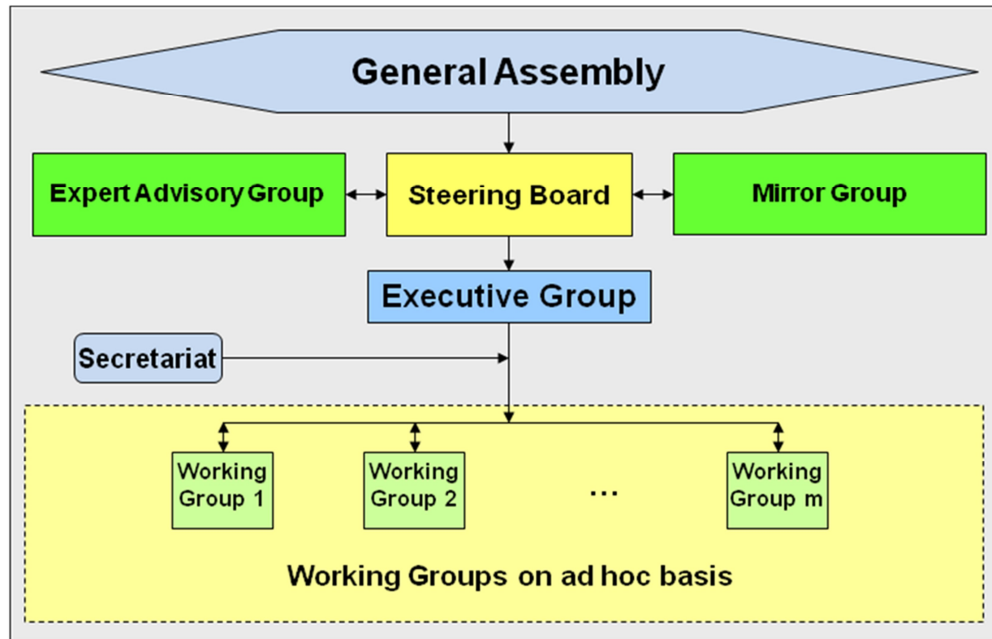 General Assembly
Expert Advisory Group
Steering Board
Mirror Group
Executive Group
Secretariat
Working
Group 1
Working
Group 2
...
Working
Group m
Working Groups on ad hoc basis